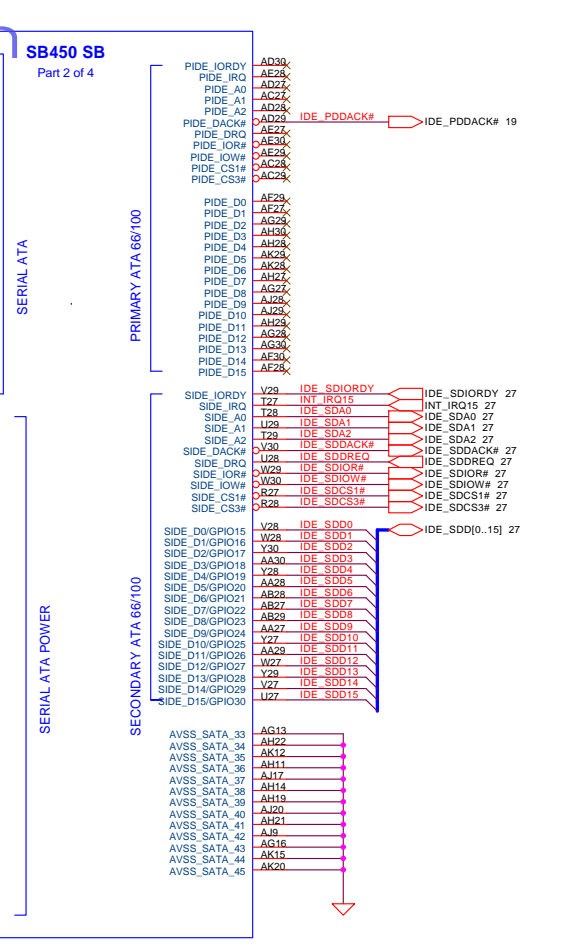 SB450 SB
Part 2 of 4
SERIAL ATA
SERIAL ATA POWER
PRIMARY ATA 66/100
SECONDARY ATA 66/100
PIDE_IORDY AD30
PIDE_IRQ AE28
PIDE_A0 AD27
PIDE_A1 AC27
PIDE_A2 AD28
PIDE_DACK# AD29 IDE_PDDACK# IDE_PDDACK# 19
PIDE_DRQ AE27
PIDE_IOR# AE30
PIDE_IOW# AE29
PIDE_CS1# AC28
PIDE_CS3# AC29
PIDE_D0 AF29
PIDE_D1 AF27
PIDE_D2 AG29
PIDE_D3 AH30
PIDE_D4 AH28
PIDE_D5 AK29
PIDE_D6 AK28
PIDE_D7 AH27
PIDE_D8 AG27
PIDE_D9 AJ28
PIDE_D10 AJ29
PIDE_D11 AH29
PIDE_D12 AG28
PIDE_D13 AG30
PIDE_D14 AF30
PIDE_D15 AF28
SIDE_IORDY V29 IDE_SDIORDY IDE_SDIORDY 27
SIDE_IRQ T27 INT_IRQ15 INT_IRQ15 27
SIDE_A0 T28 IDE_SDA0 IDE_SDA0 27
SIDE_A1 U29 IDE_SDA1 IDE_SDA1 27
SIDE_A2 T29 IDE_SDA2 IDE_SDA2 27
SIDE_DACK# V30 IDE_SDDACK# IDE_SDDACK# 27
SIDE_DRQ U28 IDE_SDDREQ IDE_SDDREQ 27
SIDE_IOR# W29 IDE_SDIOR# IDE_SDIOR# 27
SIDE_IOW# W30 IDE_SDIOW# IDE_SDIOW# 27
SIDE_CS1# R27 IDE_SDCS1# IDE_SDCS1# 27
SIDE_CS3# R28 IDE_SDCS3# IDE_SDCS3# 27
SIDE_D0/GPIO15 V28 IDE_SDD0 IDE_SDD[0..15] 27
SIDE_D1/GPIO16 W28 IDE_SDD1
SIDE_D2/GPIO17 Y30 IDE_SDD2
SIDE_D3/GPIO18 AA30 IDE_SDD3
SIDE_D4/GPIO19 Y28 IDE_SDD4
SIDE_D5/GPIO20 AA28 IDE_SDD5
SIDE_D6/GPIO21 AB28 IDE_SDD6
SIDE_D7/GPIO22 AB27 IDE_SDD7
SIDE_D8/GPIO23 AB29 IDE_SDD8
SIDE_D9/GPIO24 AA27 IDE_SDD9
SIDE_D10/GPIO25 Y27 IDE_SDD10
SIDE_D11/GPIO26 AA29 IDE_SDD11
SIDE_D12/GPIO27 W27 IDE_SDD12
SIDE_D13/GPIO28 Y29 IDE_SDD13
SIDE_D14/GPIO29 V27 IDE_SDD14
SIDE_D15/GPIO30 U27 IDE_SDD15
AVSS_SATA_33 AG13
AVSS_SATA_34 AH22
AVSS_SATA_35 AK12
AVSS_SATA_36 AH11
AVSS_SATA_37 AJ17
AVSS_SATA_38 AH14
AVSS_SATA_39 AH19
AVSS_SATA_40 AJ20
AVSS_SATA_41 AH21
AVSS_SATA_42 AJ9
AVSS_SATA_43 AG16
AVSS_SATA_44 AK15
AVSS_SATA_45 AK20